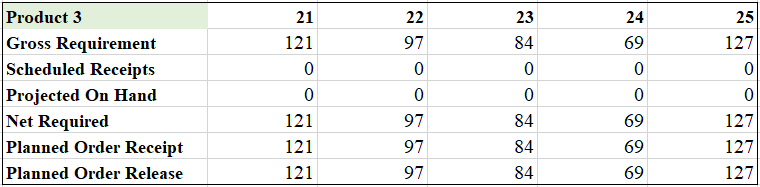 Product 3 21 22 23 24 25
Gross Requirement 121 97 84 69 127
Scheduled Receipts 0 0 0 0 0
Projected On Hand 0 0 0 0 0
Net Required 121 97 84 69 127
Planned Order Receipt 121 97 84 69 127
Planned Order Release 121 97 84 69 127